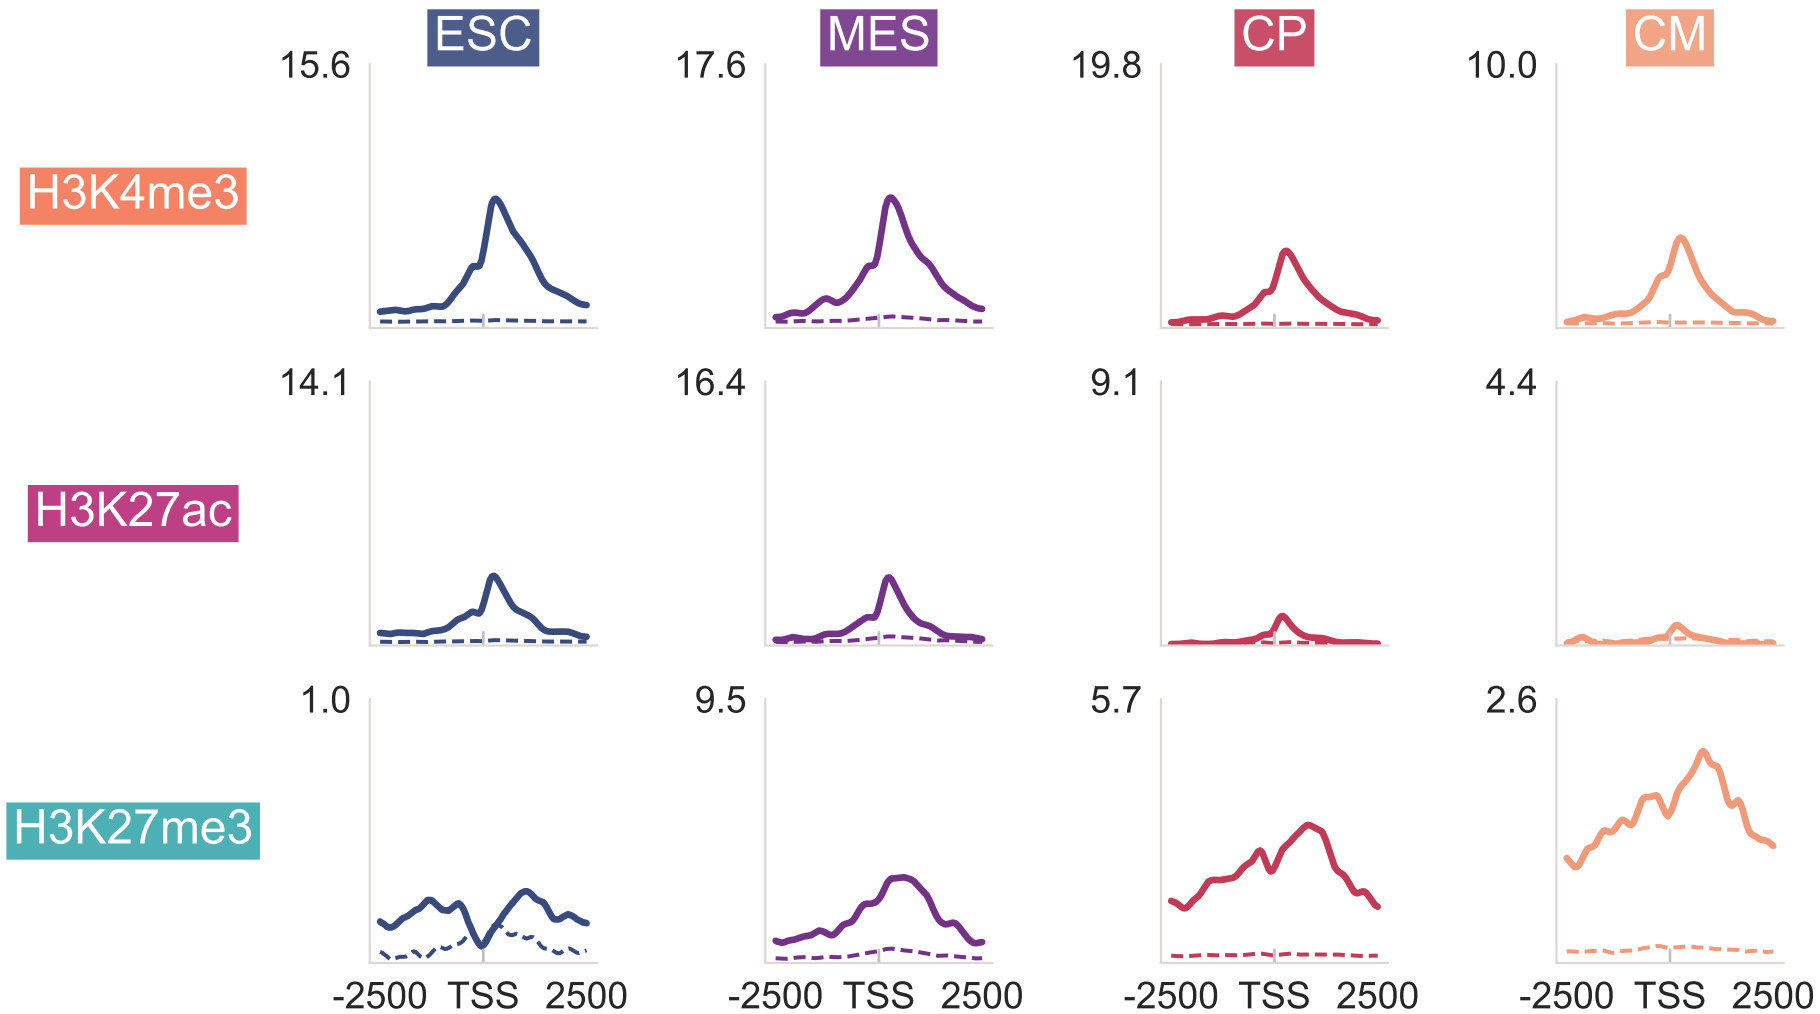 ESC MES CP CM
15.6 17.6 19.8 10.0
H3K4me3
14.1 16.4 9.1 4.4
H3K27ac
1.0 9.5 5.7 2.6
H3K27me3
-2500 TSS 2500 -2500 TSS 2500 -2500 TSS 2500 -2500 TSS 2500